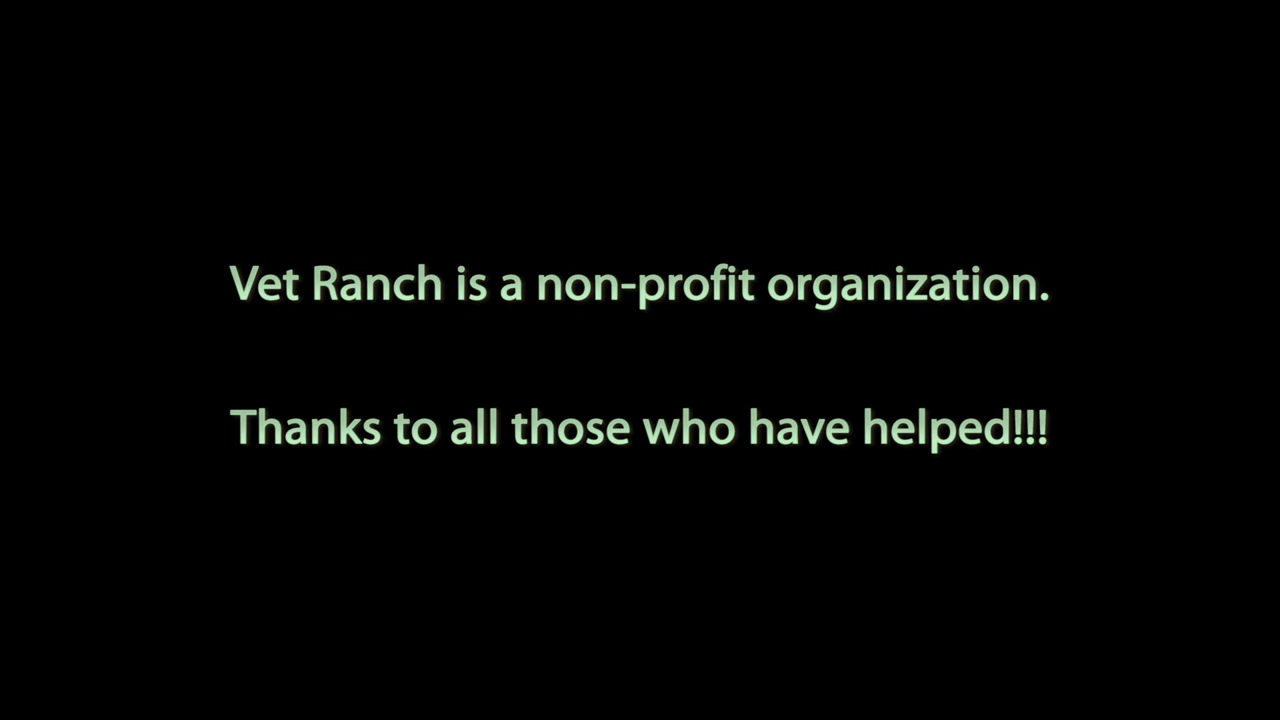 Vet Ranch is a non-profit organization.
Thanks to all those who have helped!!!